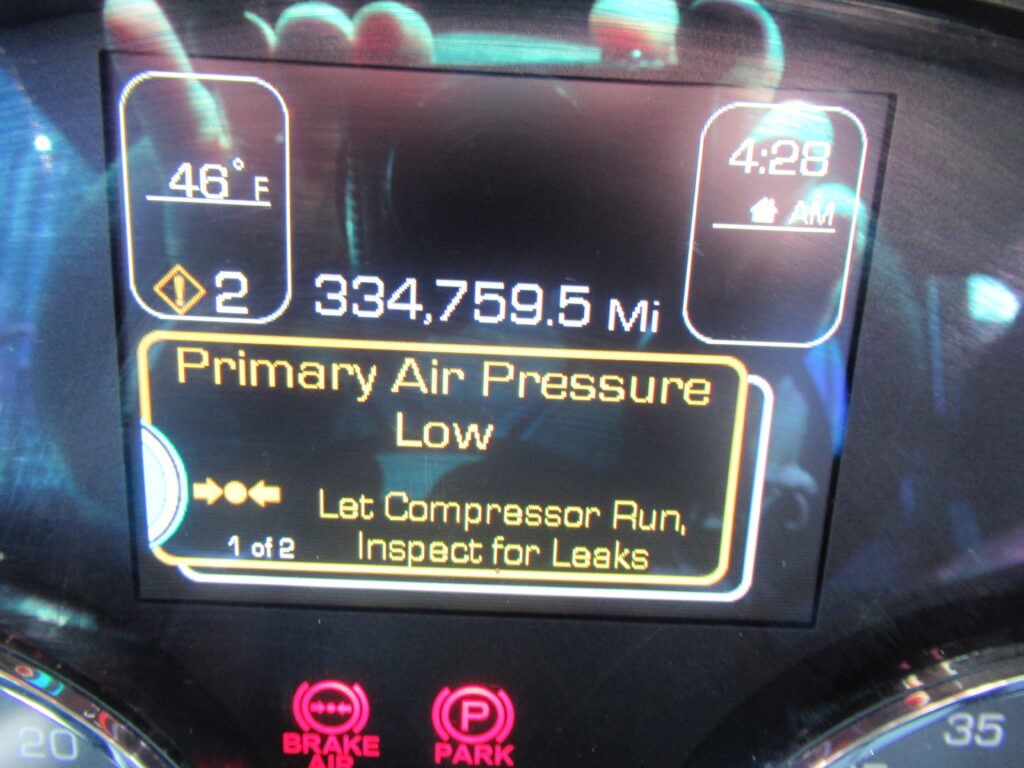 46° F
4:28
AM
2
334,759.5 Mi
Primary Air Pressure
Low
Let Compressor Run,
1 of 2
Inspect for Leaks
BRAKE
AIR
P
PARK
20
35